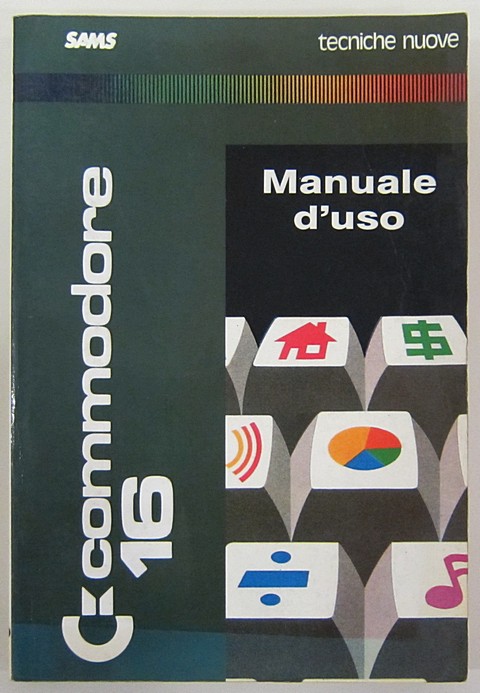 SAMS
tecniche nuove
Manuale
d'uso
commodore
16
$